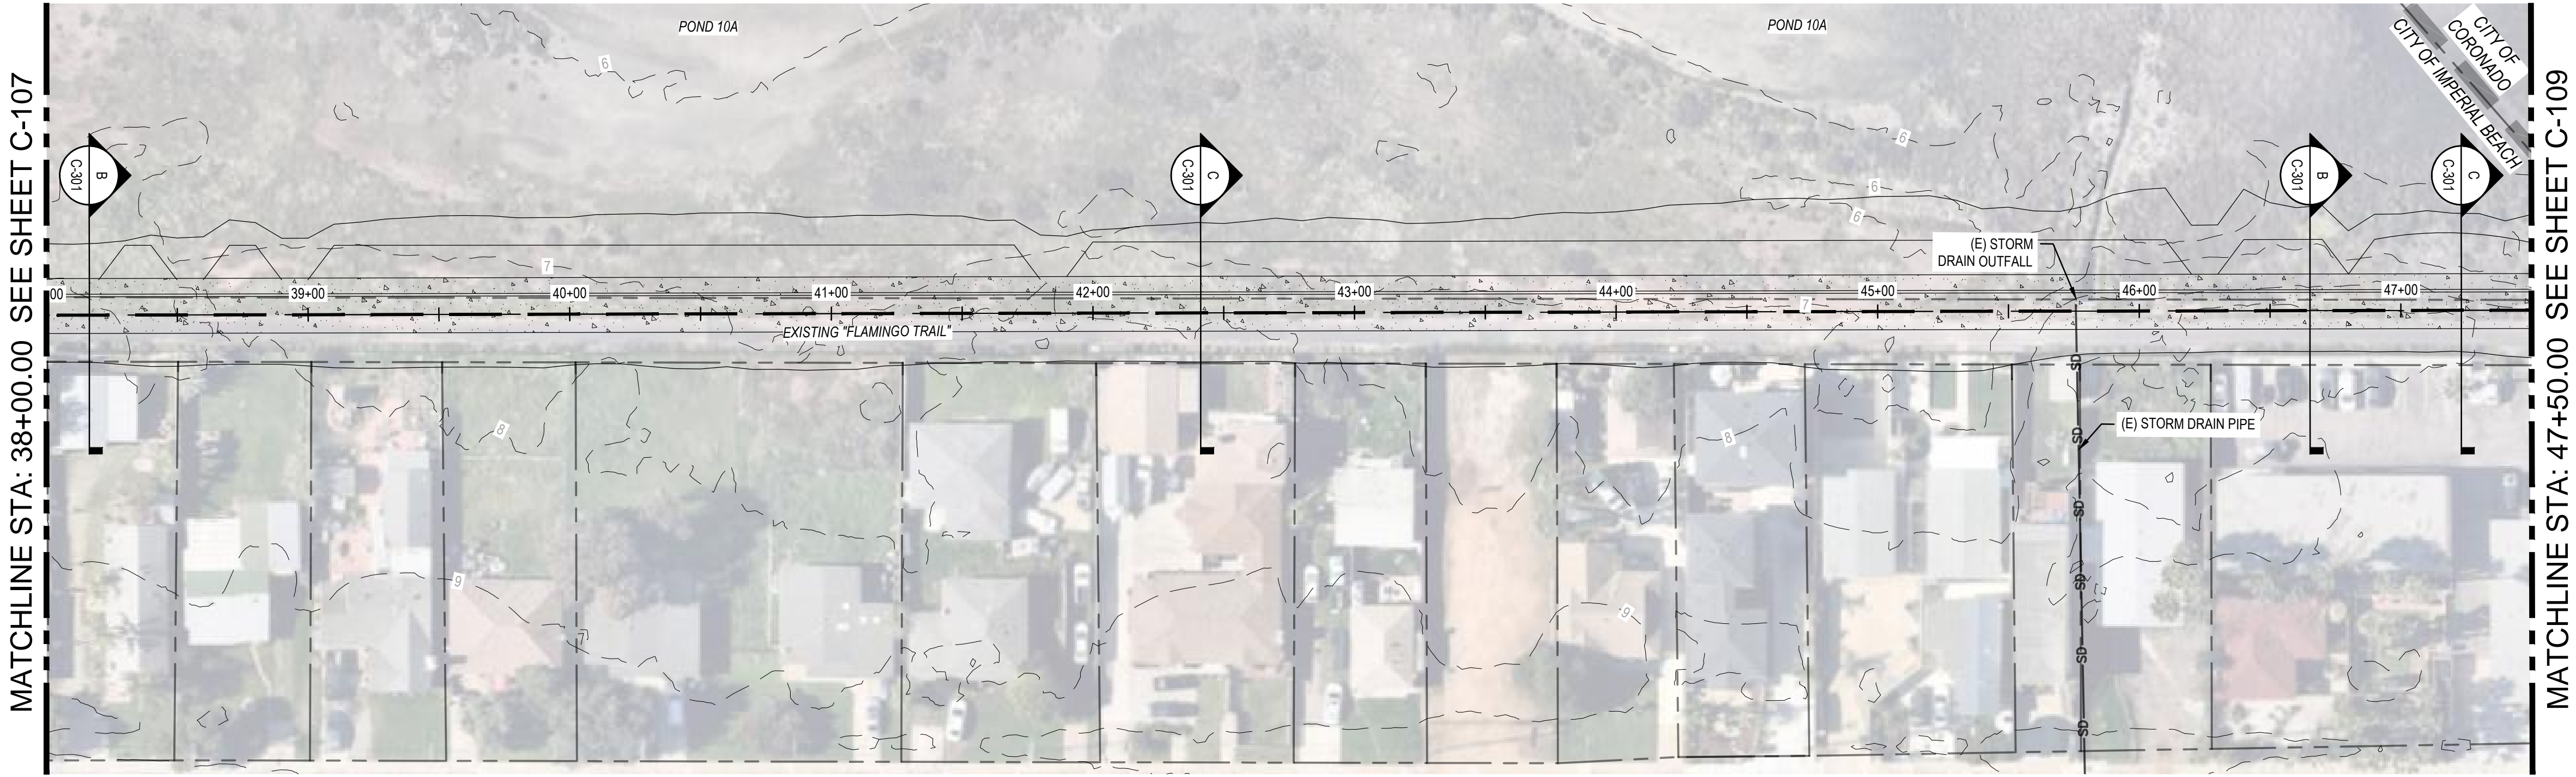 MATCHLINE STA: 38+00.00 SEE SHEET C-107
POND 10A
POND 10A
CITY OF
CORONADO
CITY OF IMPERIAL BEACH
6
6
6
6
B
C-301
C
C-301
B
C-301
C
C-301
7
(E) STORM
DRAIN OUTFALL
00
39+00
40+00
41+00
42+00
43+00
44+00
45+00
46+00
47+00
7
EXISTING "FLAMINGO TRAIL"
SD
(E) STORM DRAIN PIPE
8
8
SD
SD
9
SD
9
SD
SD
MATCHLINE STA: 47+50.00 SEE SHEET C-109